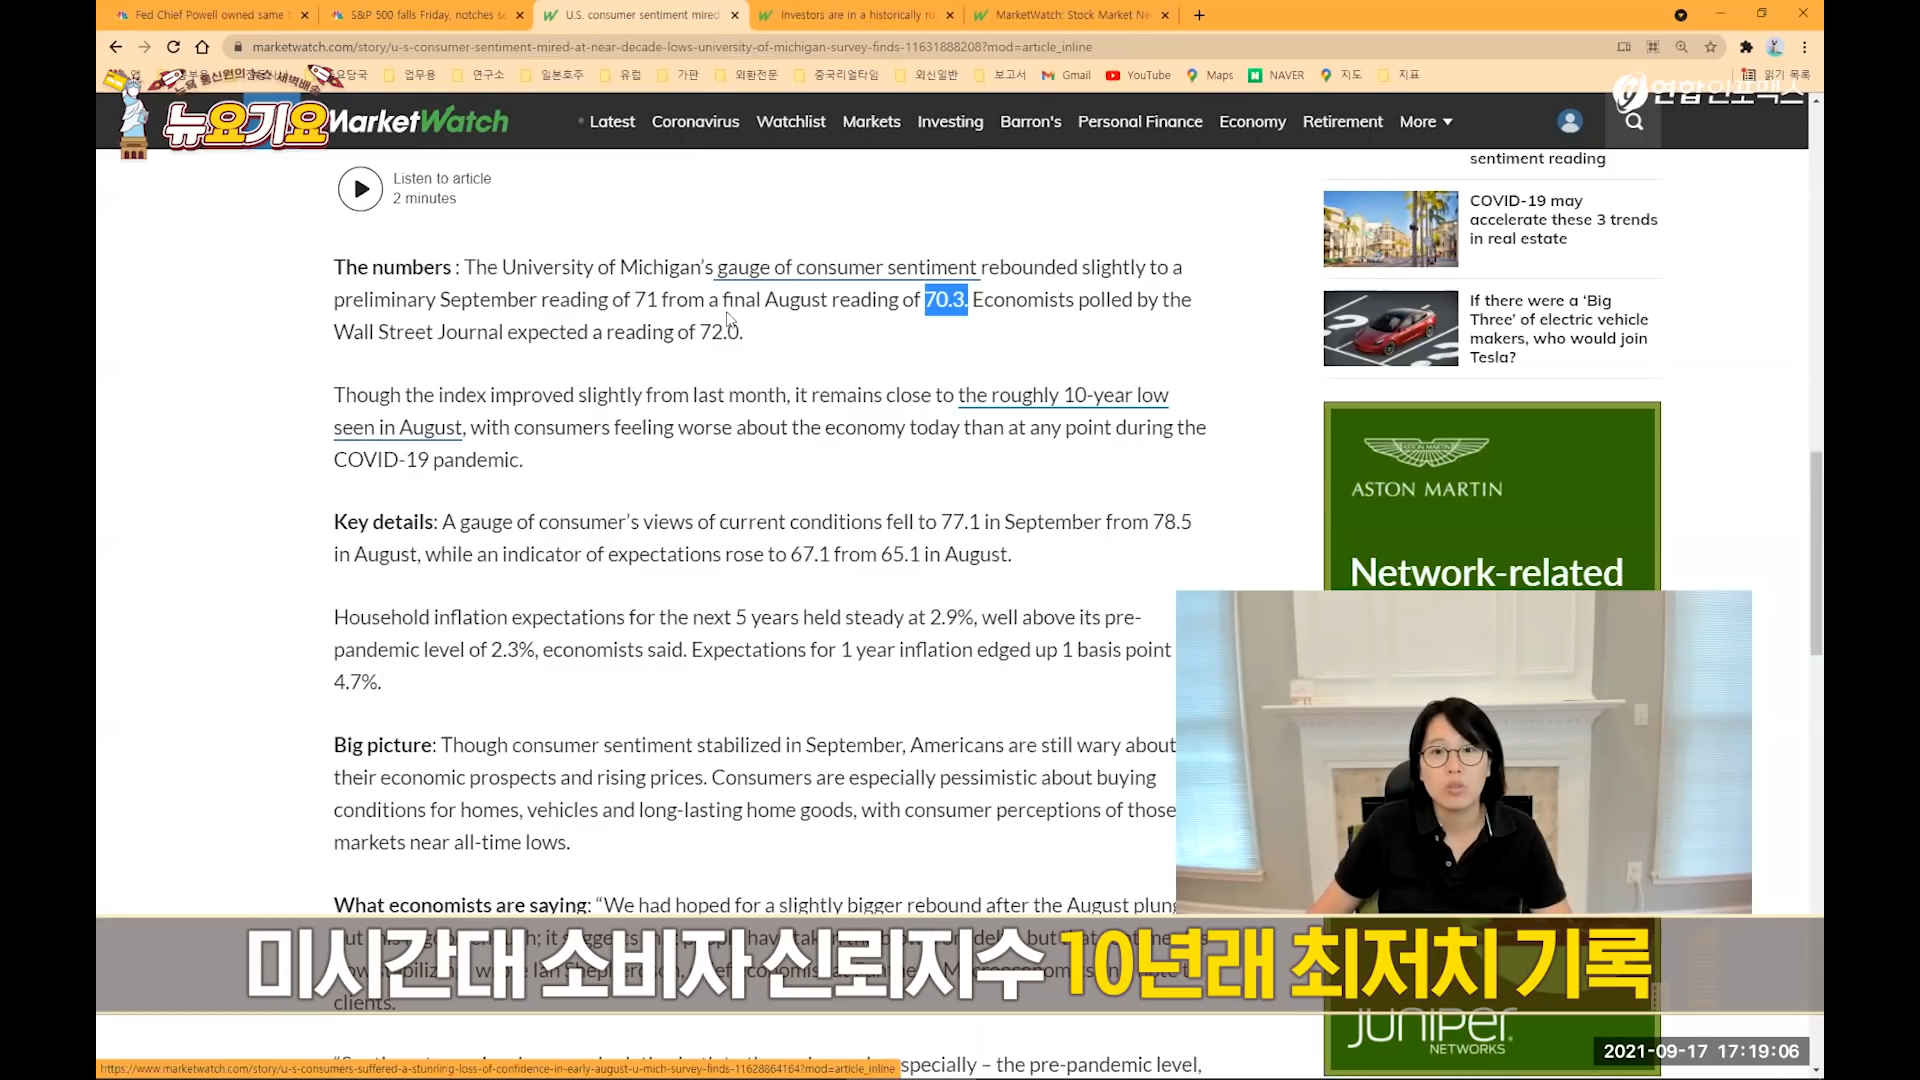 Fed Chief Powell owned same
S&P 500 falls Friday, notches se
U.S. consumer sentiment mired
Investors are in a historically ro
MarketWatch: Stock Market Ne
marketwatch.com/story/u-s-consumer-sentiment-mired-at-near-decade-lows-university-of-michigan-survey-finds-11631888208?mod=article_inline
업무용
연구소
일본호주
유럽
가판
외환전문
중국리얼타임
외신일반
보고서
Gmail
YouTube
Maps
NAVER
지도
지표
읽기 목록
뉴욕 통신원의 뉴스 새벽배송
뉴요기요
연합인포맥스
MarketWatch
Latest
Coronavirus
Watchlist
Markets
Investing
Barron's
Personal Finance
Economy
Retirement
More
Listen to article
2 minutes
The numbers : The University of Michigan’s gauge of consumer sentiment rebounded slightly to a
preliminary September reading of 71 from a final August reading of 70.3. Economists polled by the
Wall Street Journal expected a reading of 72.0.
Though the index improved slightly from last month, it remains close to the roughly 10-year low
seen in August, with consumers feeling worse about the economy today than at any point during the
COVID-19 pandemic.
Key details: A gauge of consumer’s views of current conditions fell to 77.1 in September from 78.5
in August, while an indicator of expectations rose to 67.1 from 65.1 in August.
Household inflation expectations for the next 5 years held steady at 2.9%, well above its pre-
pandemic level of 2.3%, economists said. Expectations for 1 year inflation edged up 1 basis point
4.7%.
Big picture: Though consumer sentiment stabilized in September, Americans are still wary about
their economic prospects and rising prices. Consumers are especially pessimistic about buying
conditions for homes, vehicles and long-lasting home goods, with consumer perceptions of those
markets near all-time lows.
What economists are saying: “We had hoped for a slightly bigger rebound after the August plung
clients.
specially – the pre-pandemic level,
sentiment reading
COVID-19 may
accelerate these 3 trends
in real estate
If there were a ‘Big
Three’ of electric vehicle
makers, who would join
Tesla?
ASTON MARTIN
ASTON MARTIN
Network-related
미시간대 소비자 신뢰지수 10년래 최저치 기록
JUNIPER
NETWORKS
2021-09-17 17:19:06
https://www.marketwatch.com/story/u-s-consumers-suffered-a-stunning-loss-of-confidence-in-early-august-u-mich-survey-finds-11628864164?mod=article_inline